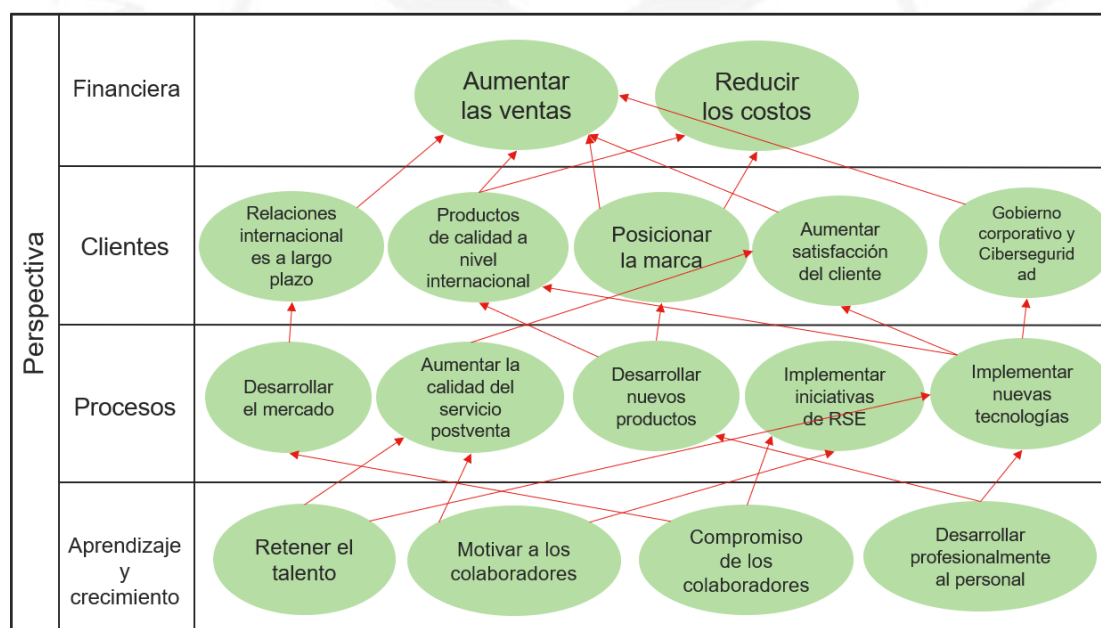 Perspectiva
Financiera
Aumentar
las ventas
Reducir
los costos
Clientes
Relaciones
internacional
es a largo
plazo
Productos
de calidad a
nivel
internacional
Posicionar
la marca
Aumentar
satisfacción
del cliente
Gobierno
corporativo y
Cibersegurid
ad
Procesos
Desarrollar
el mercado
Aumentar la
calidad del
servicio
postventa
Desarrollar
nuevos
productos
Implementar
iniciativas
de RSE
Implementar
nuevas
tecnologías
Aprendizaje
y
crecimiento
Retener el
talento
Motivar a los
colaboradores
Compromiso
de los
colaboradores
Desarrollar
profesionalmente
al personal